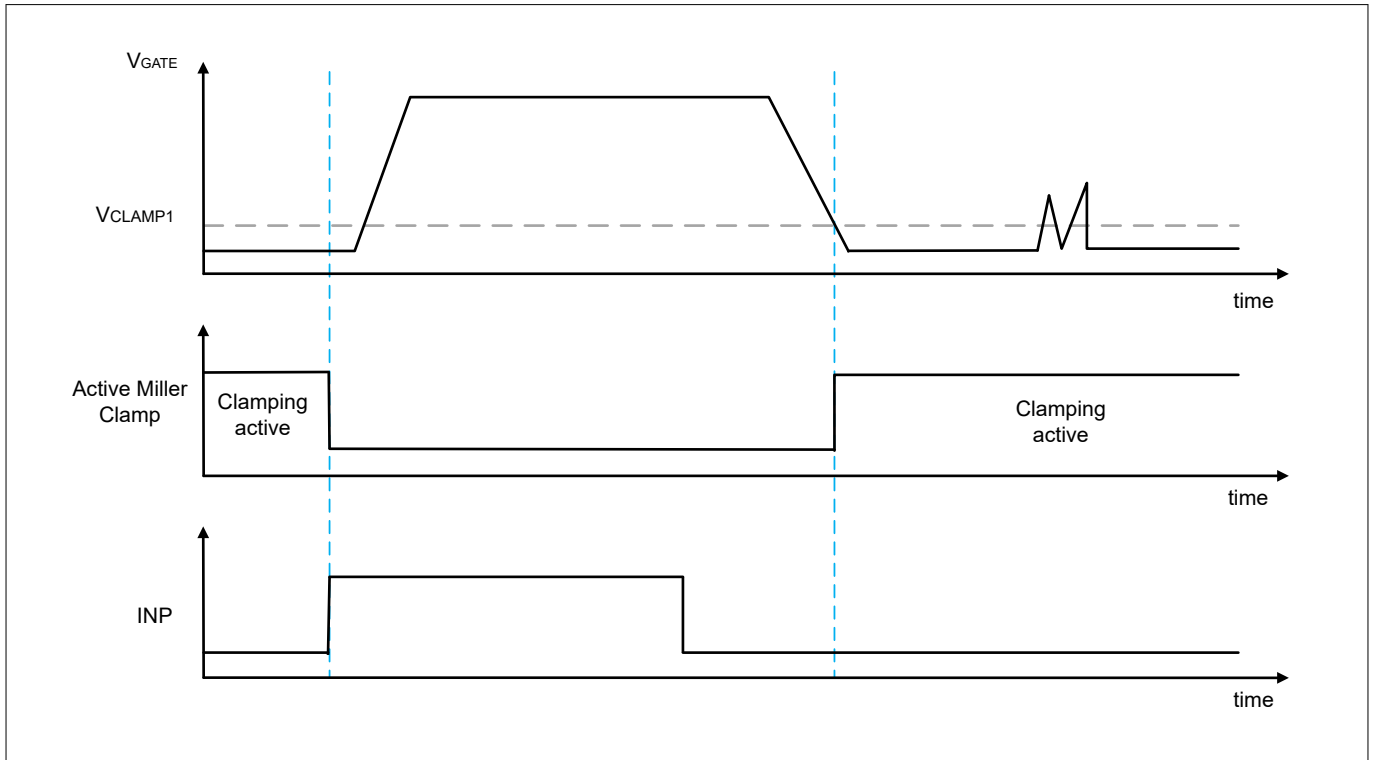 VGATE
VCLAMP1
time
Active Miller
Clamp
Clamping
active
Clamping
active
time
INP
time